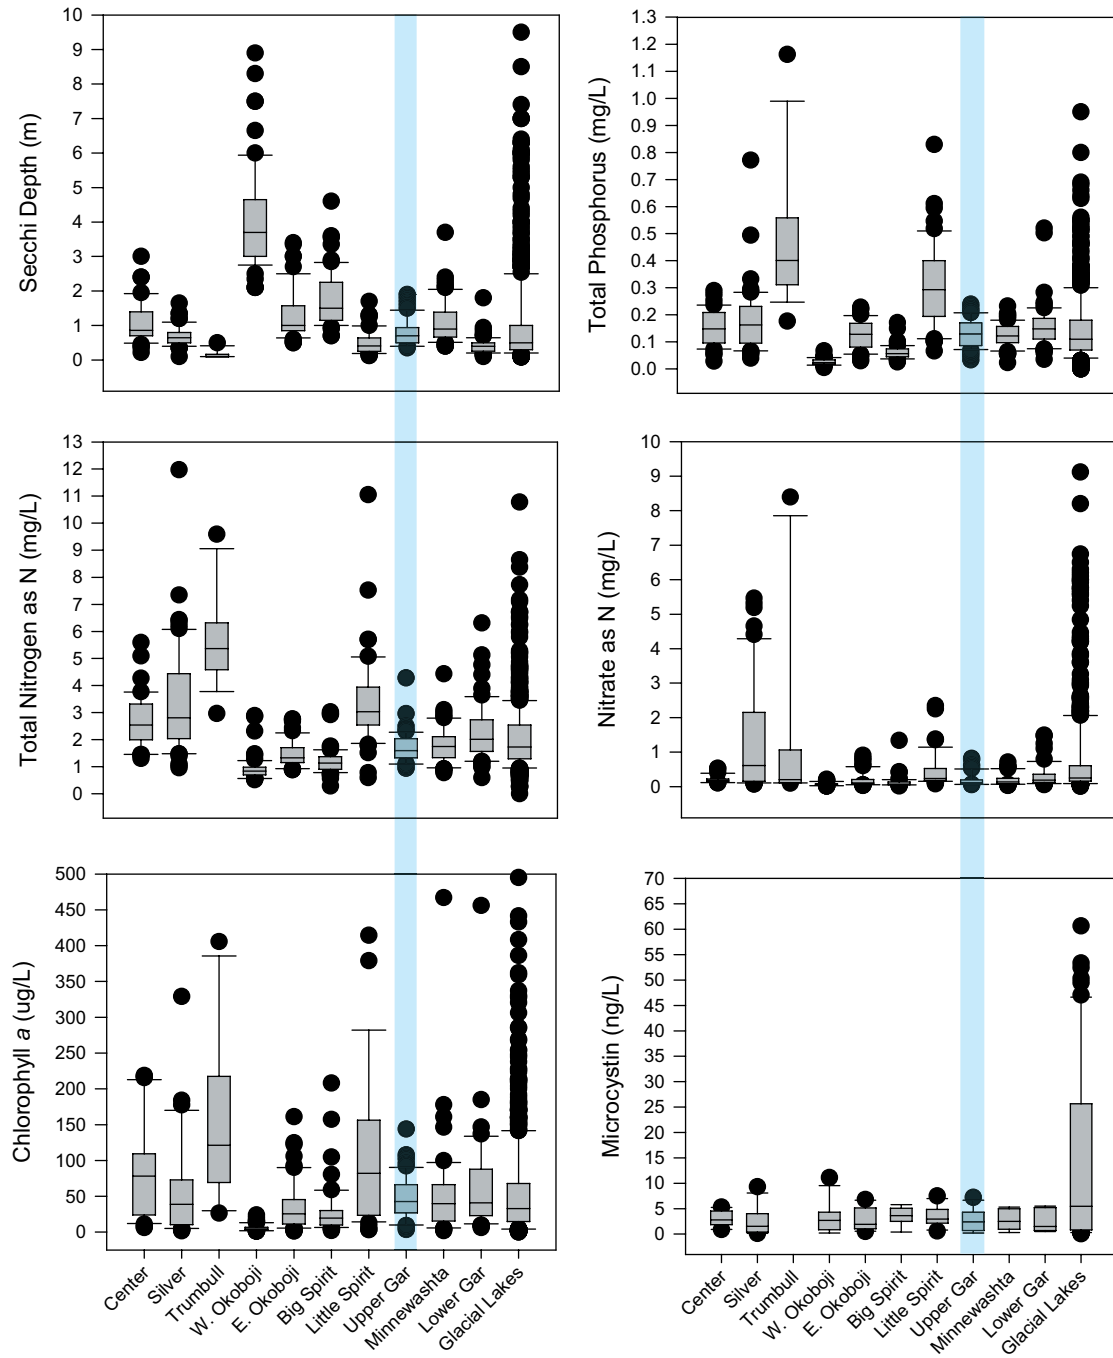 Secchi Depth (m)
10
9
8
7
6
5
4
3
2
1
0
Total Phosphorus (mg/L)
1.3
1.2
1.1
1.0
0.9
0.8
0.7
0.6
0.5
0.4
0.3
0.2
0.1
0.0
Total Nitrogen as N (mg/L)
13
12
11
10
9
8
7
6
5
4
3
2
1
0
Nitrate as N (mg/L)
10
9
8
7
6
5
4
3
2
1
0
Chlorophyll a (ug/L)
500
450
400
350
300
250
200
150
100
50
0
Center
Silver
Trumbull
W. Okoboji
E. Okoboji
Big Spirit
Little Spirit
Upper Gar
Minnewashta
Lower Gar
Glacial Lakes
Microcystin (ng/L)
70
65
60
55
50
45
40
35
30
25
20
15
10
5
0
Center
Silver
Trumbull
W. Okoboji
E. Okoboji
Big Spirit
Little Spirit
Upper Gar
Minnewashta
Lower Gar
Glacial Lakes